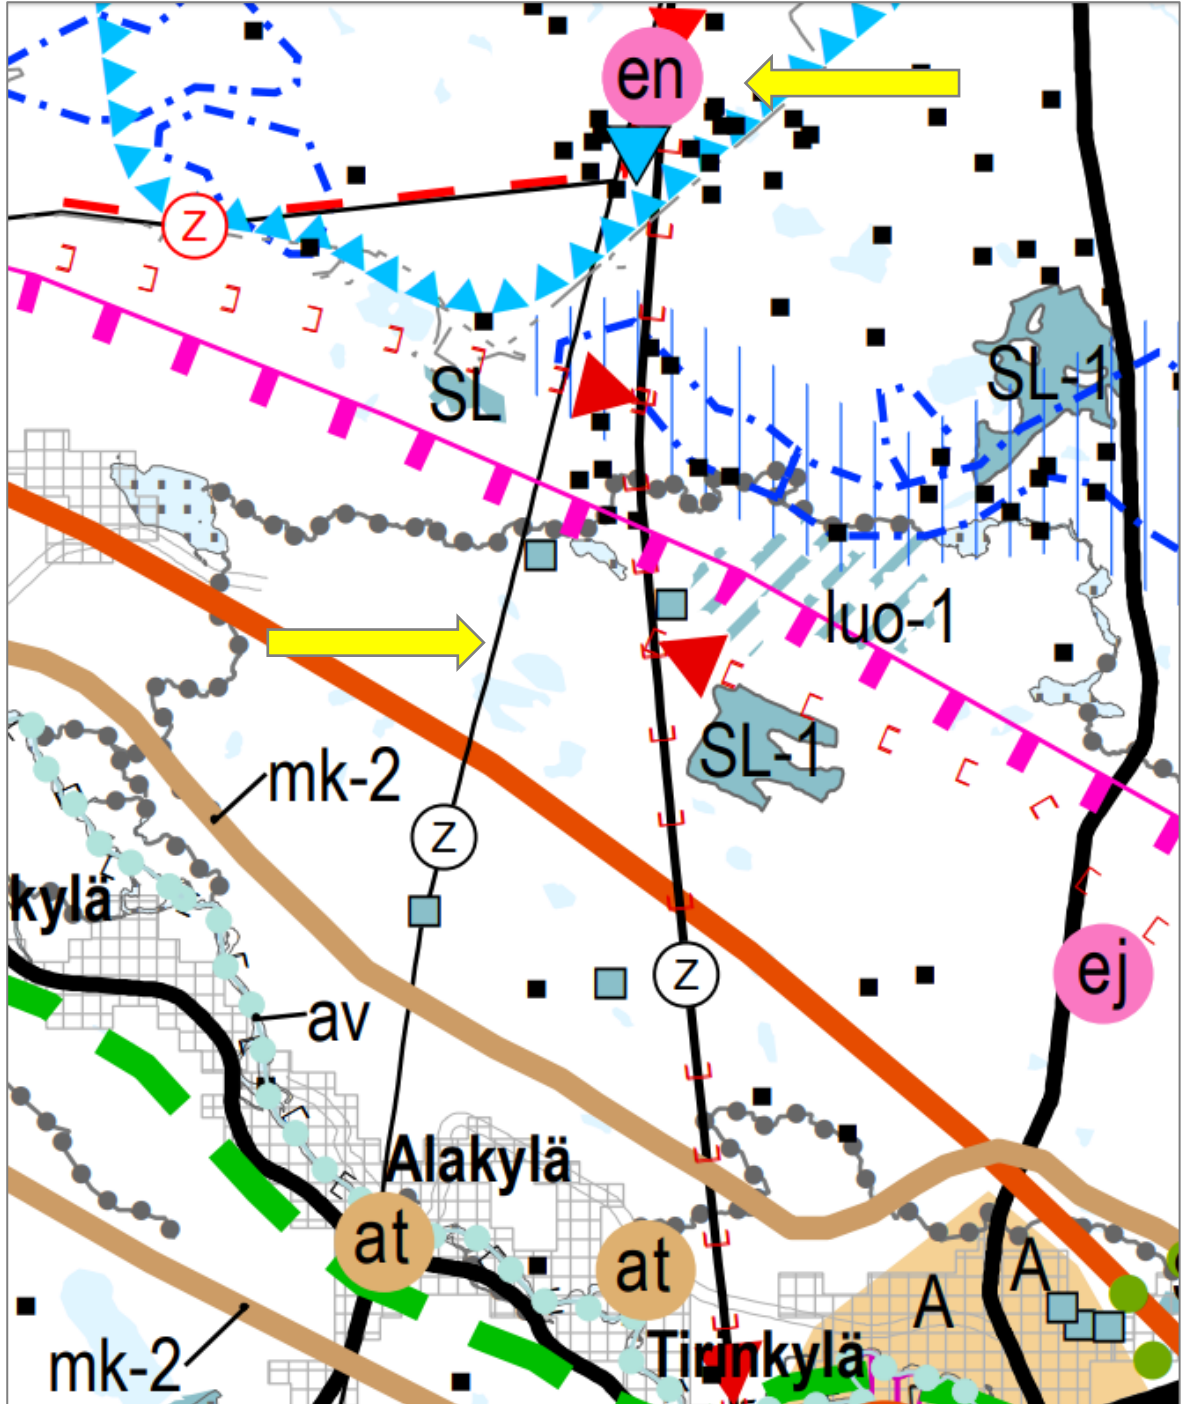 en
z
SL
SL-1
luo-1
SL-1
mk-2
z
kylä
z
ej
av
Alakylä
at
at
A
A
Tirinkylä
mk-2